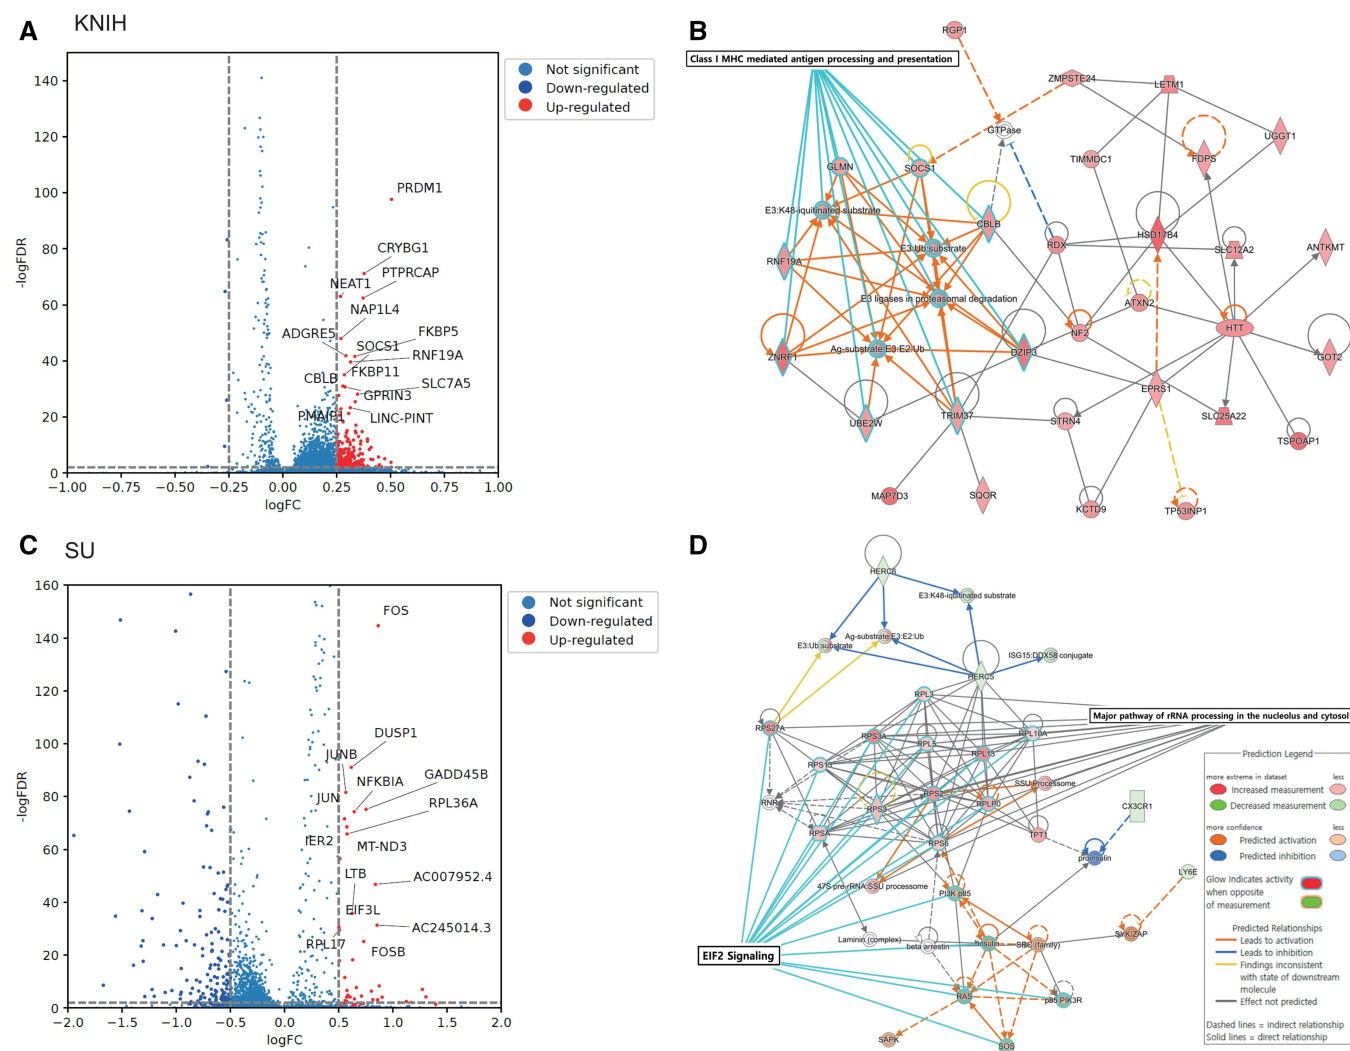 A
KNIH
-logFDR
140
120
100
80
60
40
20
0
−1.00
−0.75
−0.50
−0.25
0.00
0.25
0.50
0.75
1.00
logFC
Not significant
Down-regulated
Up-regulated
PRDM1
CRYBG1
PTPRCAP
NEAT1
NAP1L4
ADGRE5
FKBP5
SOCS1
RNF19A
FKBP11
CBLB
SLC7A5
GPRIN3
PMAIP1
LINC-PINT
B
RGP1
Class I MHC mediated antigen processing and presentation
ZMPSTE24
LETM1
GTPase
UGGT1
TIMMDC1
FDPS
GLMN
SOCS1
E3:K48-iquitinated-substrate
CBLB
E3:Ub:substrate
RDX
HSD17B4
SLC12A2
ANTKMT
RNF19A
E3 ligases in proteasomal degradation
ATXN2
NF2
HTT
ZNRF1
Ag-substrate:E3:E2:Ub
DZIP3
GOT2
EPRS1
UBE2W
TRIM37
STRN4
SLC25A22
TSPOAP1
MAP7D3
SQOR
KCTD9
TP53INP1
C
SU
-logFDR
160
140
120
100
80
60
40
20
0
−2.0
−1.5
−1.0
−0.5
0.0
0.5
1.0
1.5
2.0
logFC
Not significant
Down-regulated
Up-regulated
FOS
DUSP1
JUNB
NFKBIA
GADD45B
JUN
RPL36A
IER2
MT-ND3
LTB
AC007952.4
EIF3L
AC245014.3
RPL17
FOSB
D
HERC6
E3:K48-iquitinated substrate
Ag-substrate:E3:E2:Ub
E3:Ub:substrate
ISG15:DDX58 conjugate
HERC5
RPL3
Major pathway of rRNA processing in the nucleolus and cytosol
RPS27A
RPS3A
RPL5
RPL10A
RPL13
RPS13
SSU Processome
RPS2
RNR
RPS3
RPLP0
CX3CR1
RPSA
RPS6
TPT1
proinsulin
47S pre-rRNA:SSU processome
PI3K p85
LY6E
EIF2 Signaling
Laminin (complex)
beta arrestin
insulin
SRC (family)
SYK/ZAP
RAS
p85 PIK3R
SAPK
SOS
Prediction Legend
more extreme in dataset
less
Increased measurement
Decreased measurement
more confidence
less
Predicted activation
Predicted inhibition
Glow Indicates activity
when opposite
of measurement
Predicted Relationships
Leads to activation
Leads to inhibition
Findings inconsistent
with state of downstream
molecule
Effect not predicted
Dashed lines = indirect relationship
Solid lines = direct relationship